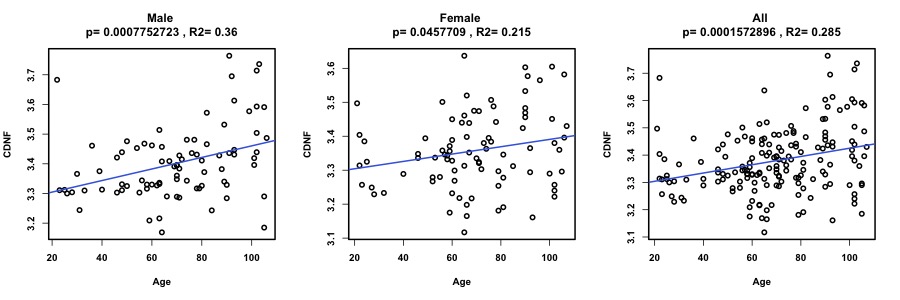 Male
p= 0.0007752723 , R2= 0.36
CDNF
3.7
3.6
3.5
3.4
3.3
3.2
20 40 60 80 100
Age
Female
p= 0.0457709 , R2= 0.215
CDNF
3.6
3.5
3.4
3.3
3.2
3.1
20 40 60 80 100
Age
All
p= 0.0001572896 , R2= 0.285
CDNF
3.7
3.6
3.5
3.4
3.3
3.2
3.1
20 40 60 80 100
Age